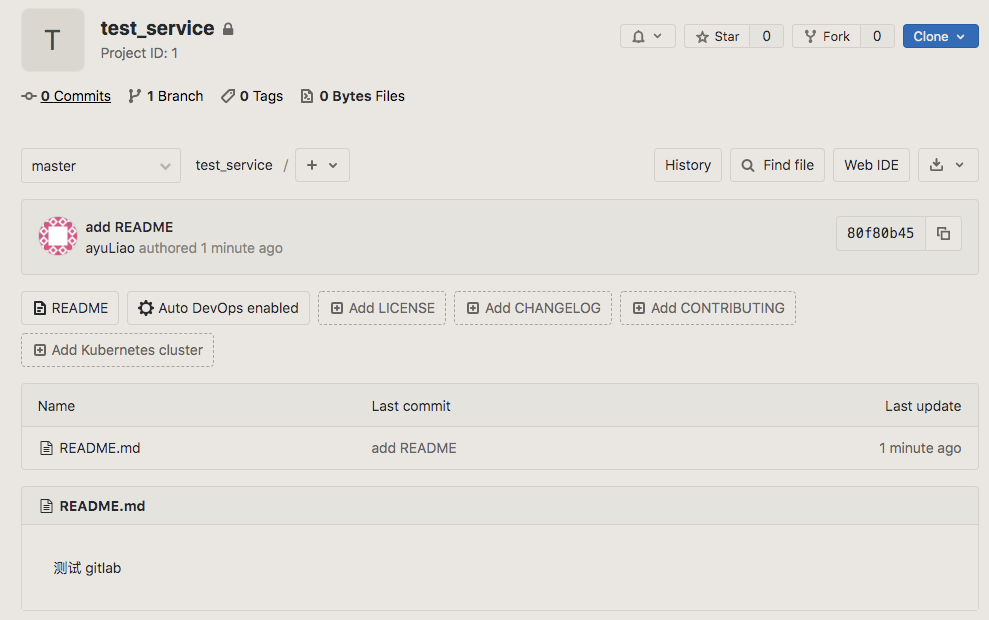 T
test_service
Project ID: 1
Star 0 Fork 0 Clone
0 Commits 1 Branch 0 Tags 0 Bytes Files
master test_service / + History Find file Web IDE
add README
ayuLiao authored 1 minute ago
80f80b45
README Auto DevOps enabled Add LICENSE Add CHANGELOG Add CONTRIBUTING
Add Kubernetes cluster
Name Last commit Last update
README.md add README 1 minute ago
README.md
测试 gitlab